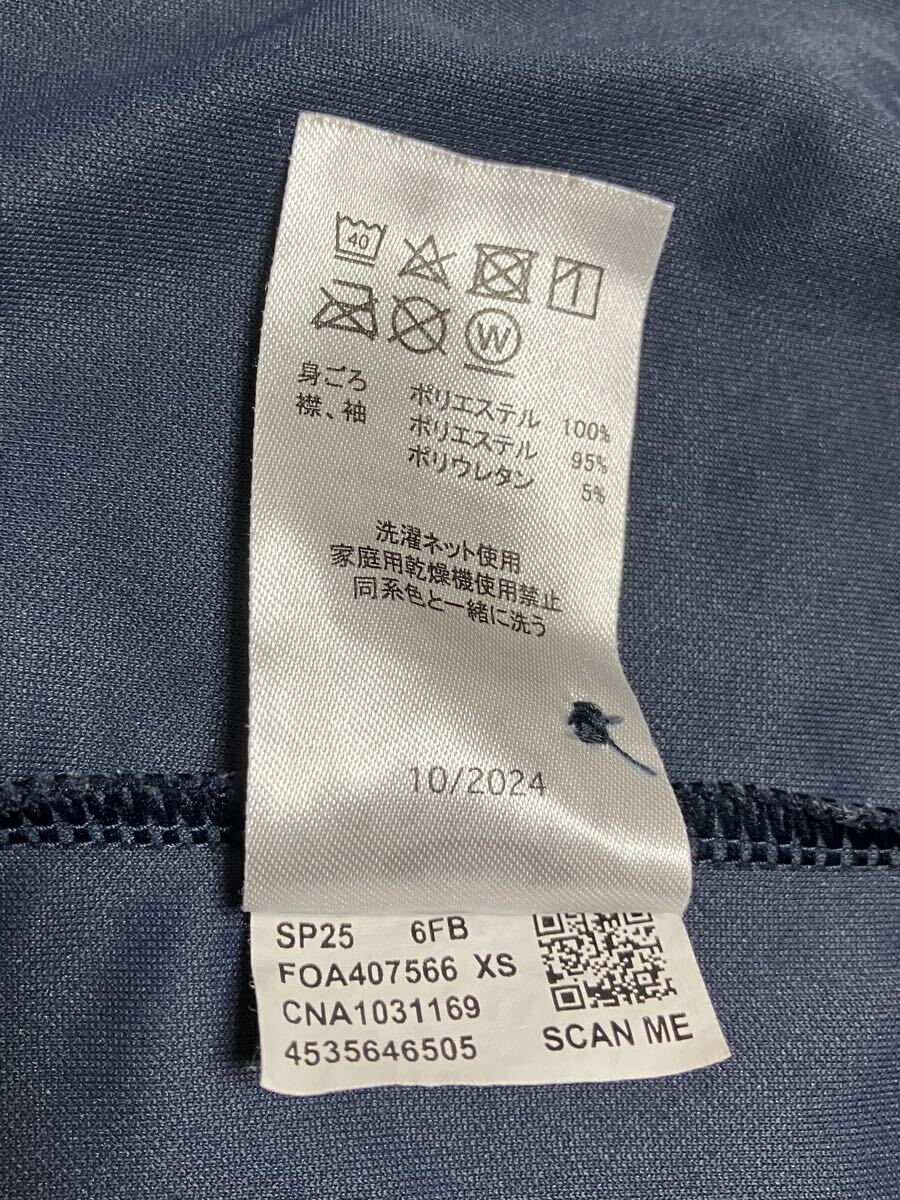 40
W
身ごろ ポリエステル 100%
襟、袖 ポリエステル 95%
ポリウレタン 5%
洗濯ネット使用
家庭用乾燥機使用禁止
同系色と一緒に洗う
10/2024
SP25 6FB
FOA407566 XS
CNA1031169
4535646505
SCAN ME